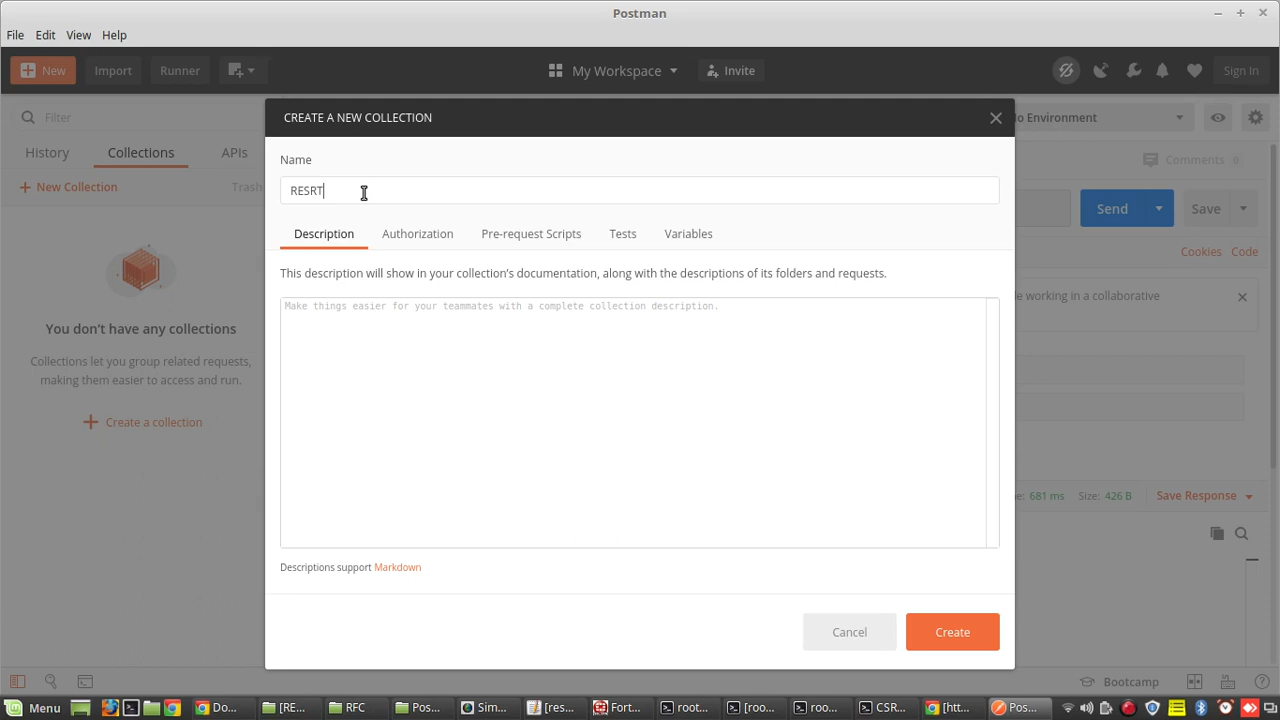 Postman
File Edit View Help
New Import Runner My Workspace Invite Sign In
Filter
History Collections APIs
New Collection Trash
You don't have any collections
Collections let you group related requests,
making them easier to access and run.
Create a collection
CREATE A NEW COLLECTION
Name
RESRT
Description Authorization Pre-request Scripts Tests Variables
This description will show in your collection's documentation, along with the descriptions of its folders and requests.
Make things easier for your teammates with a complete collection description.
Descriptions support Markdown
Cancel Create
Environment
Comments 0
Send Save
Cookies Code
working in a collaborative
681 ms Size: 426 B Save Response
Bootcamp
Menu Do... [RE... RFC Pos... Sim... [res... Fort... root... [roo... roo... CSR... [htt... Pos...